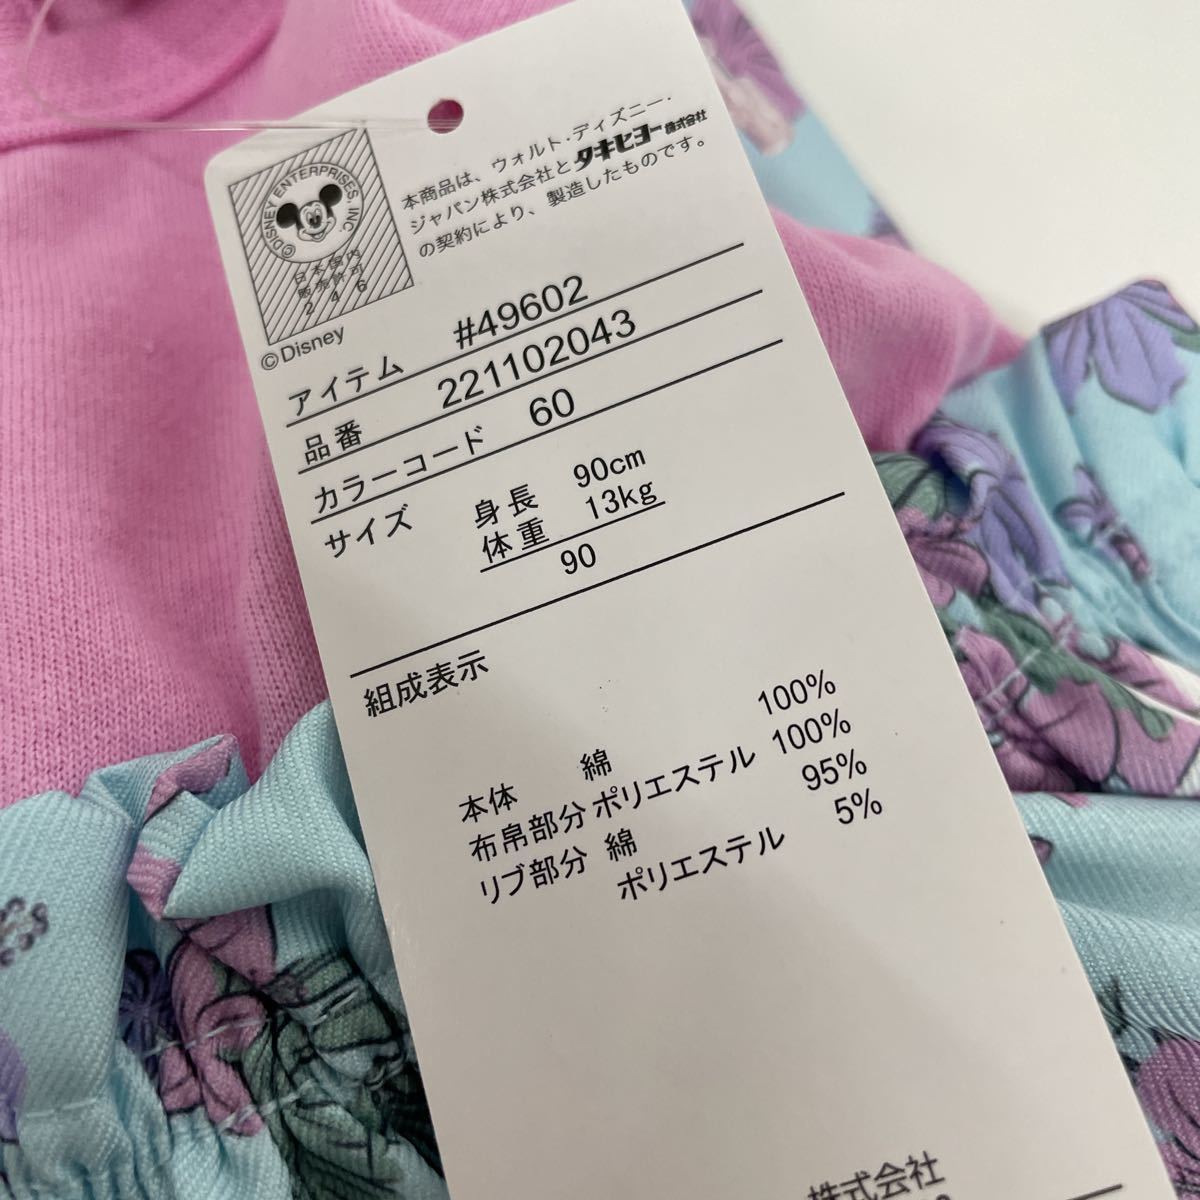 ©DISNEY ENTERPRISES INC.
日本国内
販売許可
246
©Disney
本商品は、ウォルト・ディズニー・
ジャパン株式会社とタキヒヨー株式会社
の契約により、製造したものです。
アイテム #49602
品番 221102043
カラーコード 60
サイズ 身長 90cm
体重 13kg
90
組成表示
本体 綿 100%
布帛部分 ポリエステル 100%
リブ部分 綿 95%
ポリエステル 5%
株式会社